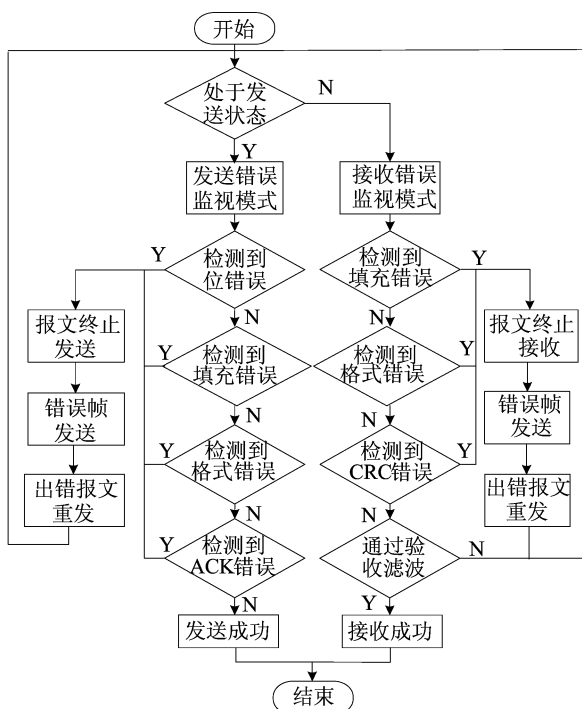 开始
处于发
送状态
N
Y
发送错误
监视模式
接收错误
监视模式
Y
检测到
位错误
检测到
填充错误
Y
N
N
报文终止
发送
Y
检测到
填充错误
检测到
格式错误
Y
报文终止
接收
N
N
错误帧
发送
Y
检测到
格式错误
检测到
CRC错误
Y
错误帧
发送
出错报文
重发
N
N
出错报文
重发
Y
检测到
ACK错误
通过验
收滤波
N
N
Y
发送成功
接收成功
结束